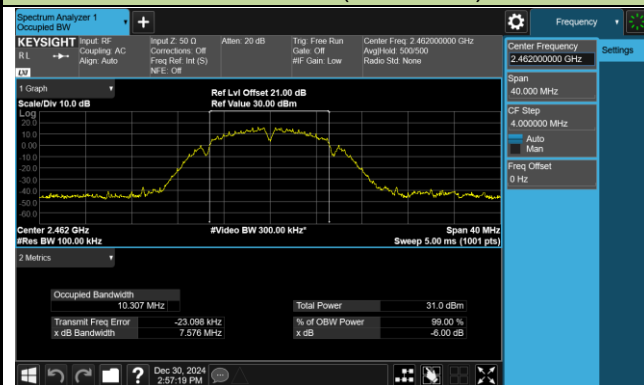 Spectrum Analyzer 1
Occupied BW
Frequency
KEYSIGHT
RL
LXI
Input: RF
Coupling: AC
Align: Auto
Input Z: 50 Ω
Corrections: Off
Freq Ref: Int (S)
NFE: Off
Atten: 20 dB
Trig: Free Run
Gate: Off
#IF Gain: Low
Center Freq: 2.462000000 GHz
Avg|Hold: 500/500
Radio Std: None
Center Frequency
2.462000000 GHz
Settings
Span
40.000 MHz
CF Step
4.000000 MHz
Auto
Man
Freq Offset
0 Hz
1 Graph
Scale/Div 10.0 dB
Ref Lvl Offset 21.00 dB
Ref Value 30.00 dBm
Log
20.0
10.0
0.00
-10.0
-20.0
-30.0
-40.0
-50.0
-60.0
Center 2.462 GHz
#Video BW 300.00 kHz*
Span 40 MHz
#Res BW 100.00 kHz
Sweep 5.00 ms (1001 pts)
2 Metrics
Occupied Bandwidth
10.307 MHz
Total Power
31.0 dBm
Transmit Freq Error
-23.098 kHz
% of OBW Power
99.00 %
x dB Bandwidth
7.576 MHz
x dB
-6.00 dB
Dec 30, 2024
2:57:19 PM